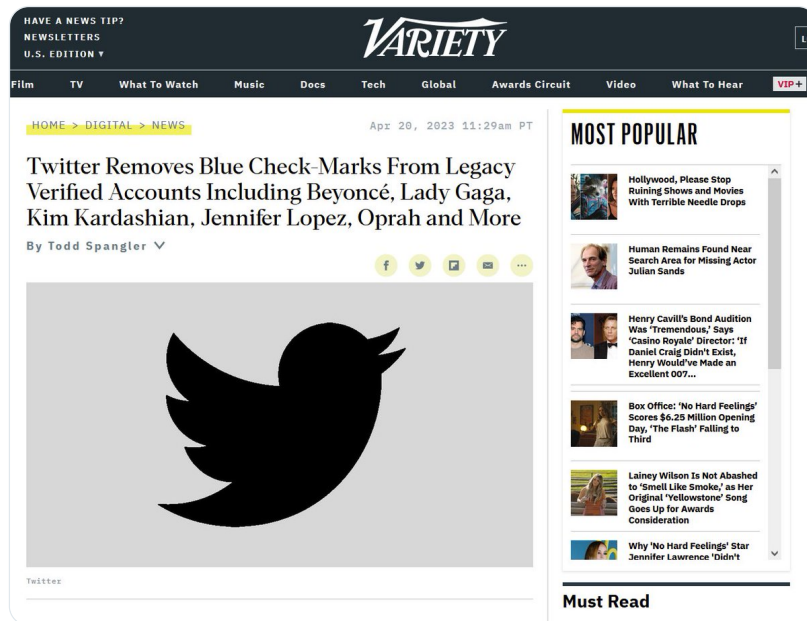 HAVE A NEWS TIP?
NEWSLETTERS
U.S. EDITION ▾
VARIETY
L
Film TV What To Watch Music Docs Tech Global Awards Circuit Video What To Hear VIP+
HOME > DIGITAL > NEWS
Apr 20, 2023 11:29am PT
Twitter Removes Blue Check-Marks From Legacy
Verified Accounts Including Beyoncé, Lady Gaga,
Kim Kardashian, Jennifer Lopez, Oprah and More
By Todd Spangler
Twitter
MOST POPULAR
Hollywood, Please Stop
Ruining Shows and Movies
With Terrible Needle Drops
Human Remains Found Near
Search Area for Missing Actor
Julian Sands
Henry Cavill's Bond Audition
Was ‘Tremendous,’ Says
‘Casino Royale’ Director: ‘If
Daniel Craig Didn't Exist,
Henry Would've Made an
Excellent 007...
Box Office: ‘No Hard Feelings’
Scores $6.25 Million Opening
Day, ‘The Flash’ Falling to
Third
Lainey Wilson Is Not Abashed
to ‘Smell Like Smoke,’ as Her
Original ‘Yellowstone’ Song
Goes Up for Awards
Consideration
Why 'No Hard Feelings' Star
Jennifer Lawrence 'Didn't
Must Read